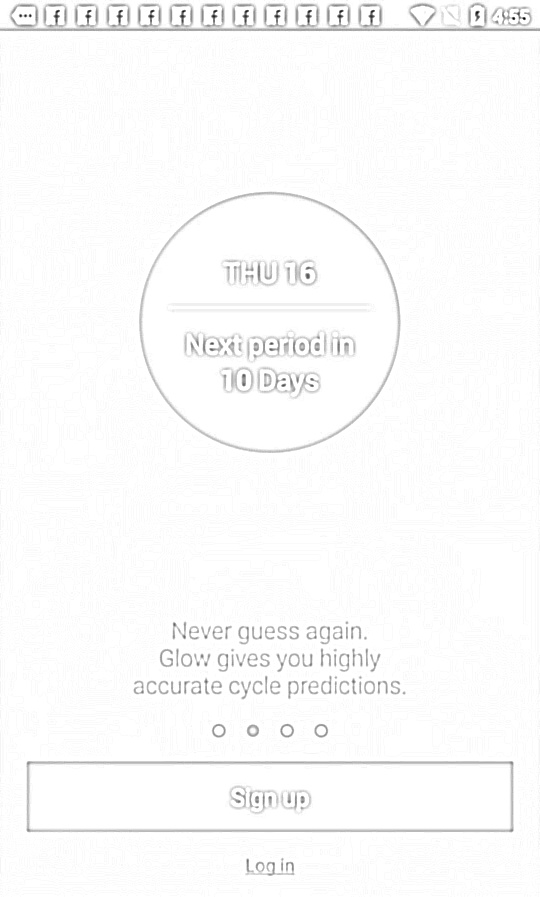 4:55
THU 16
Next period in
10 Days
Never guess again.
Glow gives you highly
accurate cycle predictions.
Sign up
Log in